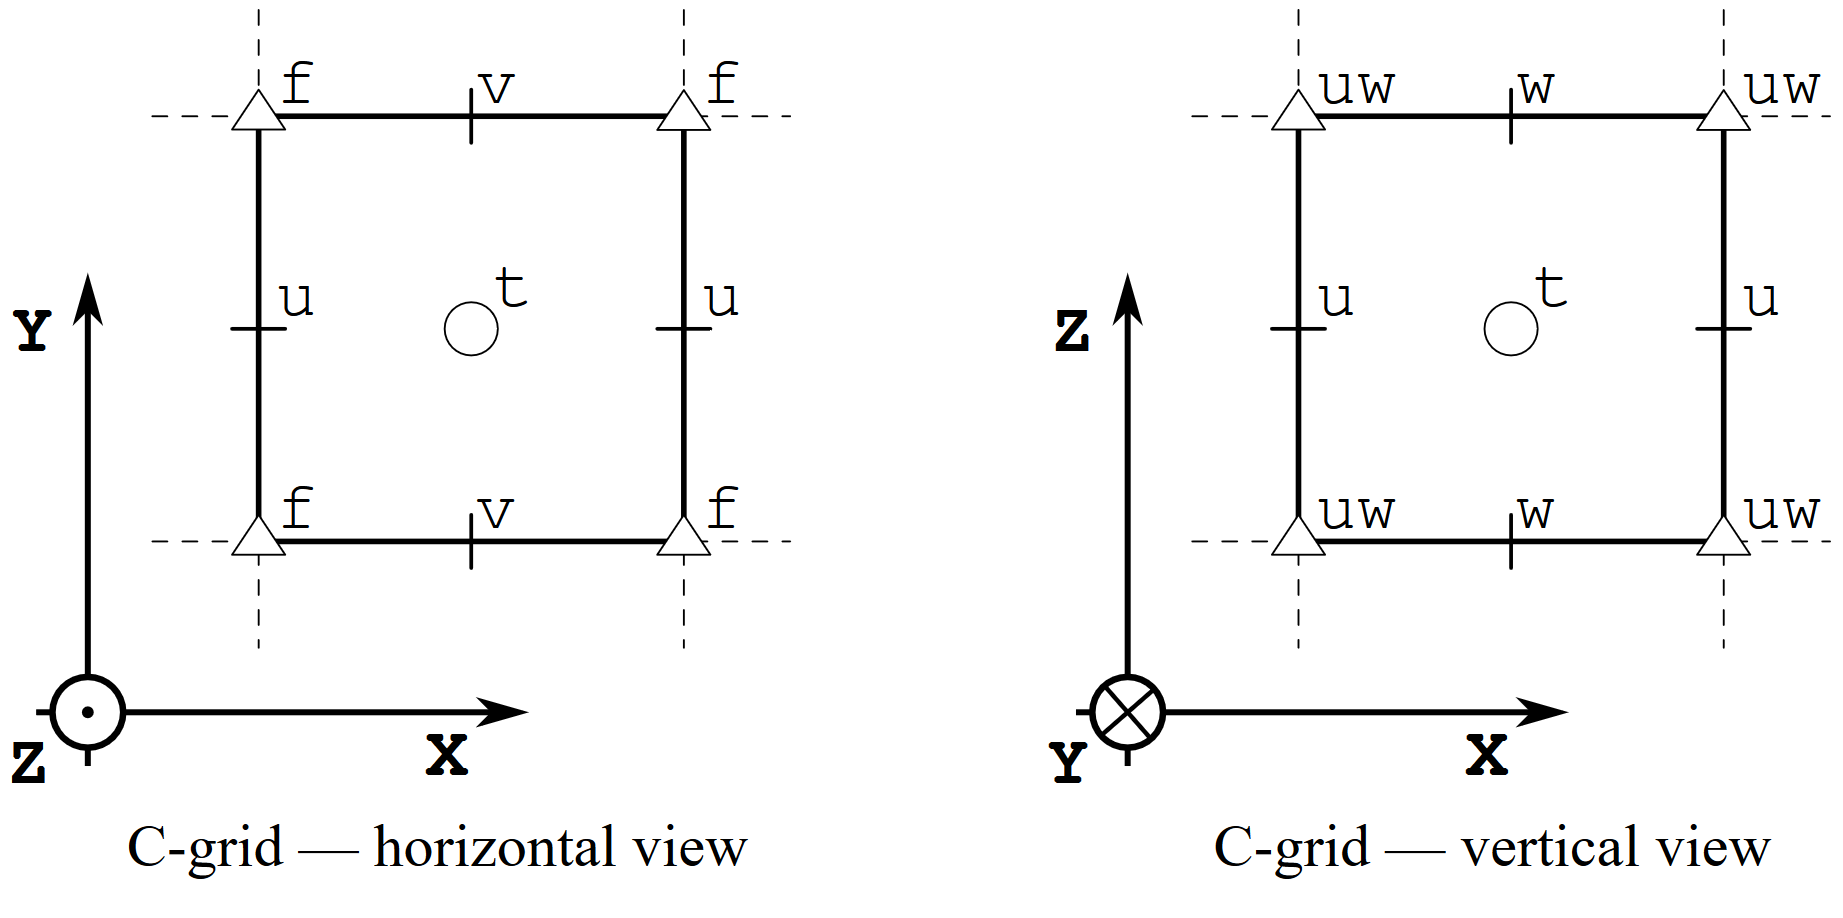 f v f
u t u
Y
f v f
Z X
C-grid — horizontal view
uw w uw
u t u
Z
uw w uw
Y X
C-grid — vertical view